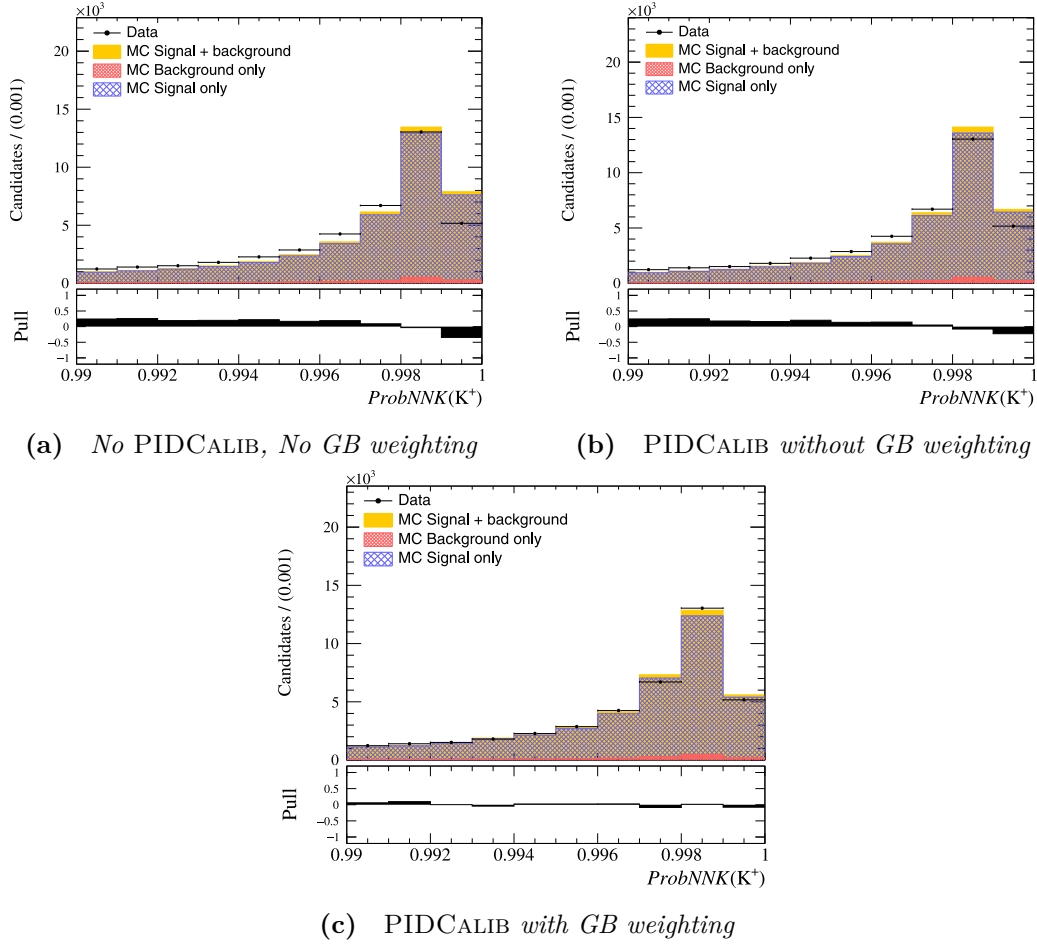 ×10³
20
15
10
5
0
Candidates / (0.001)
Data
MC Signal + background
MC Background only
MC Signal only
1
0.5
0
−0.5
−1
Pull
0.99 0.992 0.994 0.996 0.998 1
ProbNNK(K⁺)
(a) No PIDCALIB, No GB weighting
×10³
20
15
10
5
0
Candidates / (0.001)
Data
MC Signal + background
MC Background only
MC Signal only
1
0.5
0
−0.5
−1
Pull
0.99 0.992 0.994 0.996 0.998 1
ProbNNK(K⁺)
(b) PIDCALIB without GB weighting
×10³
20
15
10
5
0
Candidates / (0.001)
Data
MC Signal + background
MC Background only
MC Signal only
1
0.5
0
−0.5
−1
Pull
0.99 0.992 0.994 0.996 0.998 1
ProbNNK(K⁺)
(c) PIDCALIB with GB weighting